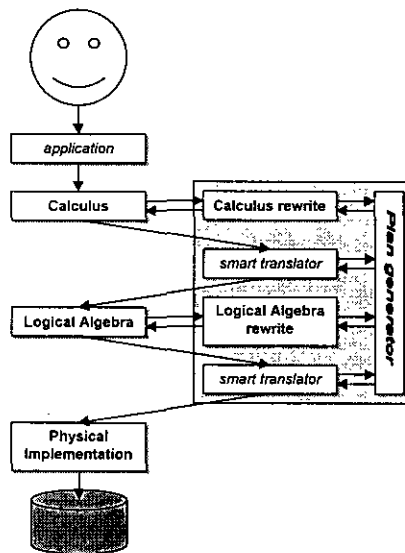 application
Calculus
Calculus rewrite
smart translator
Logical Algebra
Logical Algebra
rewrite
smart translator
Physical
Implementation
Plan generator